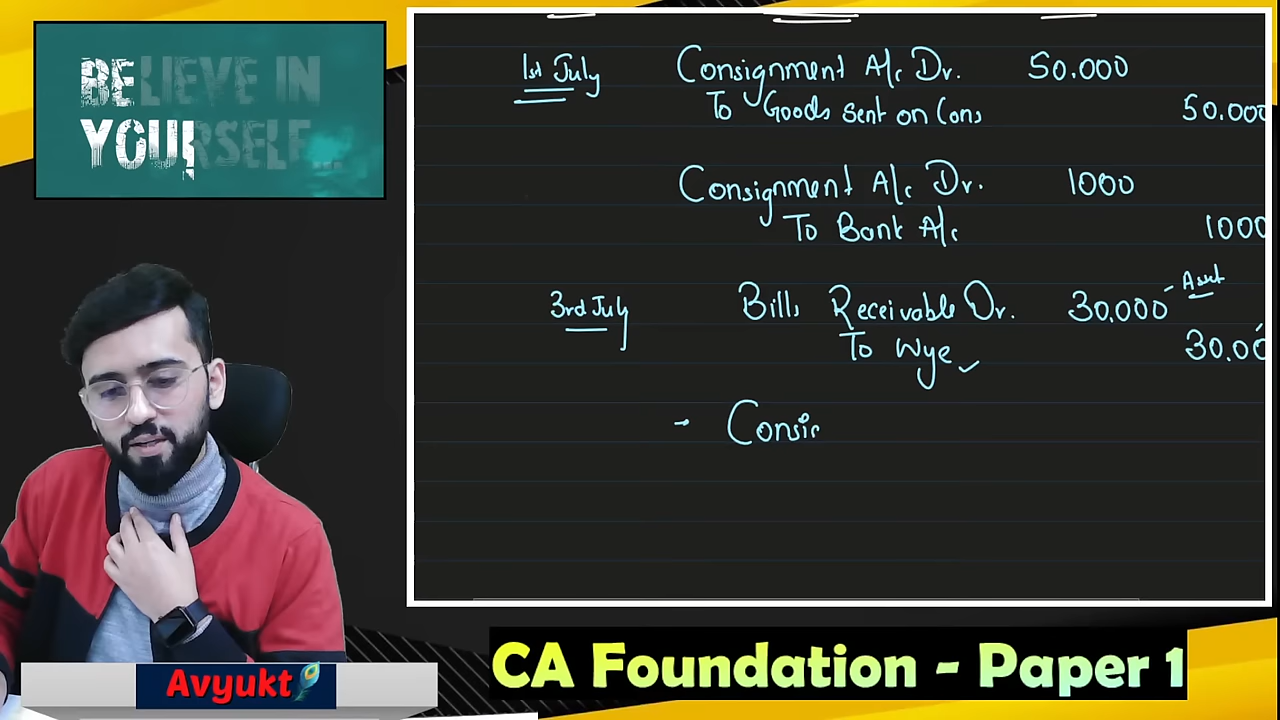 BELIEVE IN
YOURSELF...
1st July Consignment A/c Dr. 50.000
To Goods sent on Cons 50.000
Consignment A/c Dr. 1000
To Bank A/c 1000
- Asset
3rd July Bills Receivable Dr. 30.000
To Wye ✓ 30.00
- Consi
Avyukt
CA Foundation - Paper 1